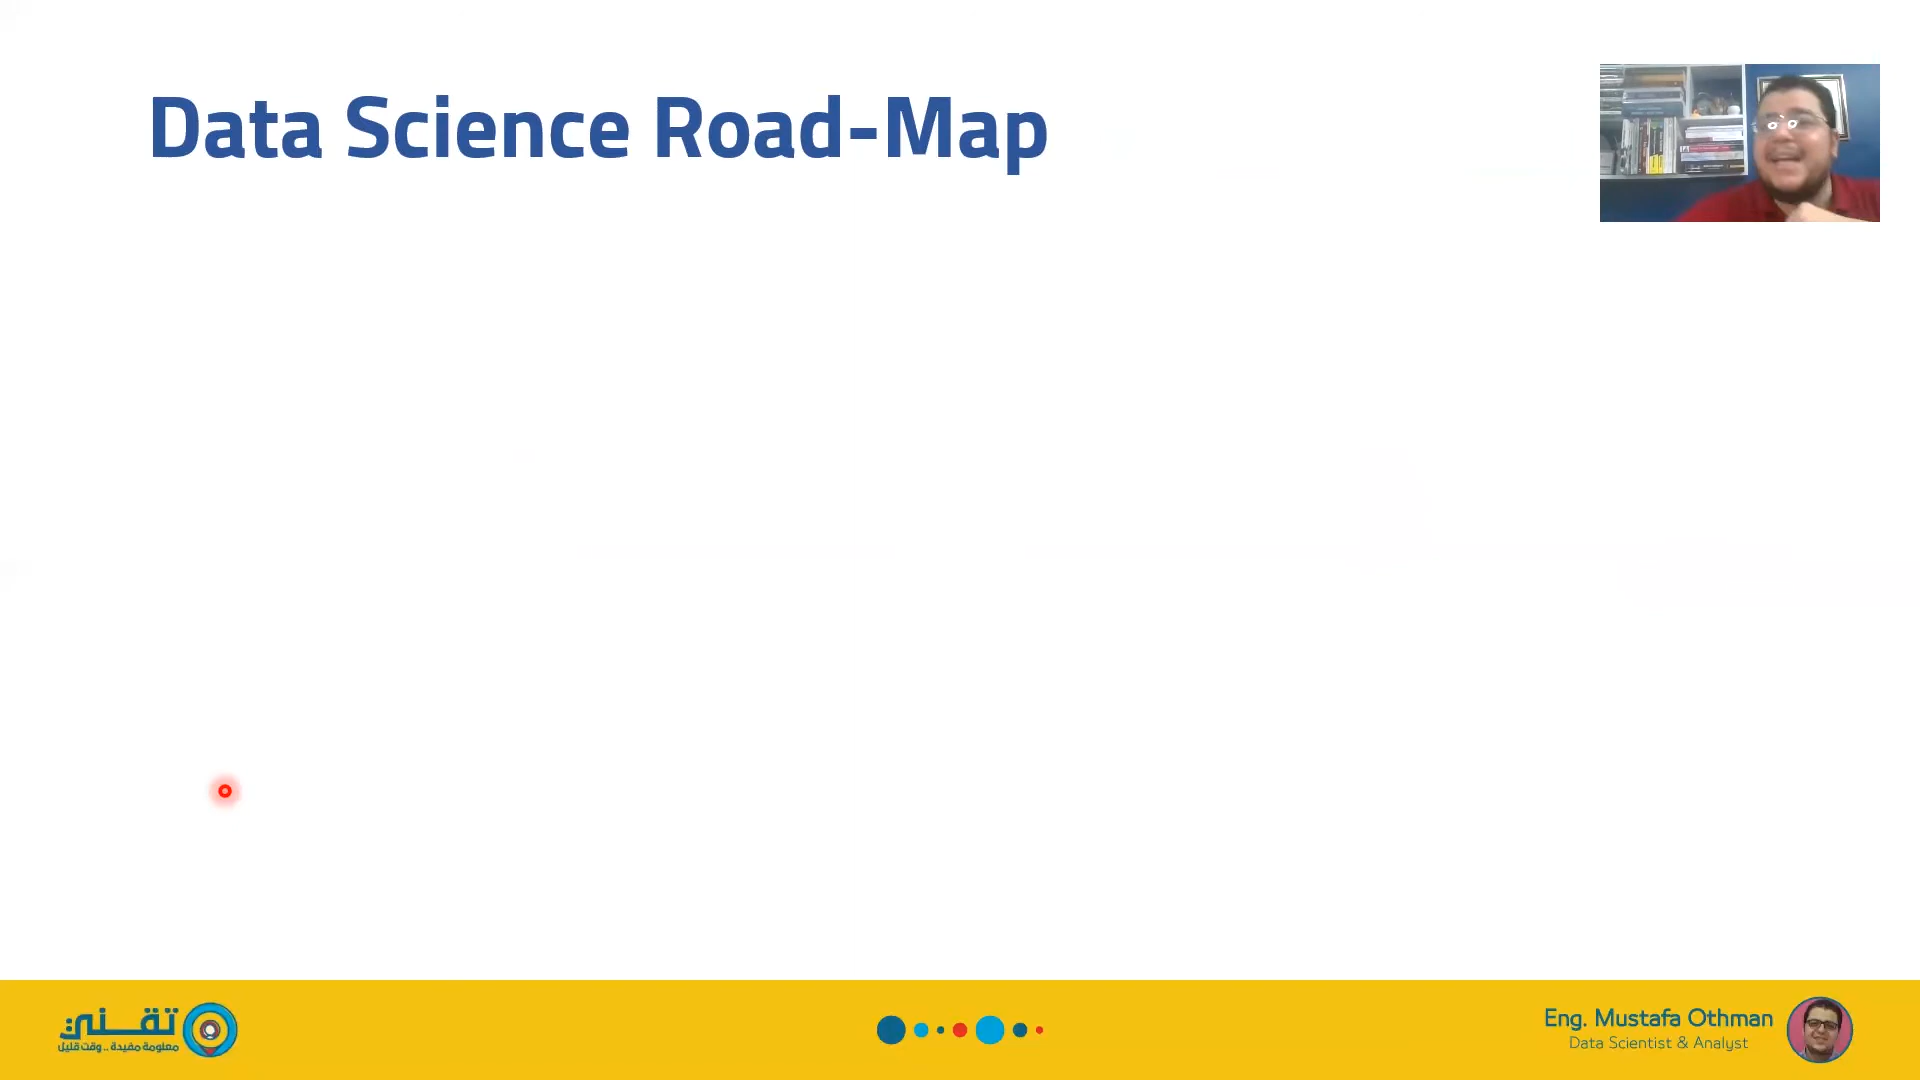 Data Science Road-Map
تقني
معلومة مفيدة .. وقت قليل
Eng. Mustafa Othman
Data Scientist & Analyst